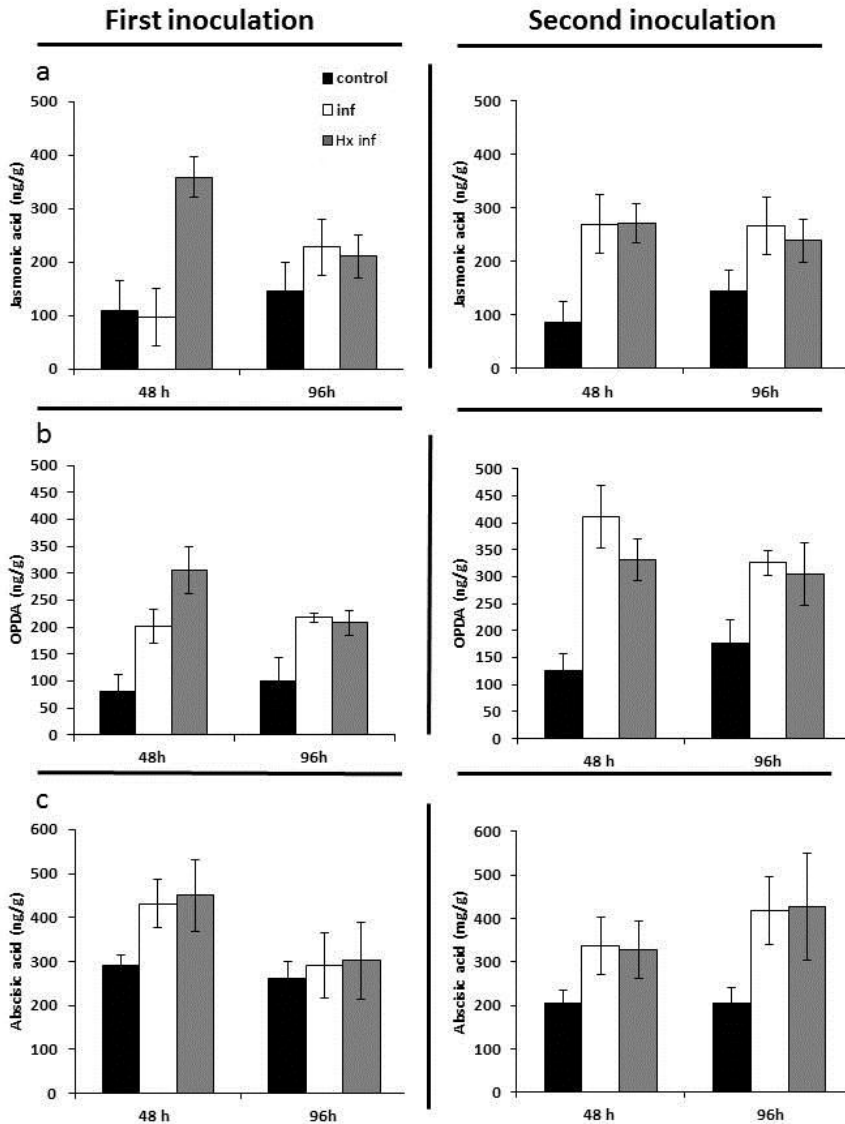 First inoculation
Second inoculation
a
control
inf
Hx inf
Jasmonic acid (ng/g)
500
400
300
200
100
0
48 h
96h
Jasmonic acid (ng/g)
500
400
300
200
100
0
48 h
96h
b
OPDA (ng/g)
500
450
400
350
300
250
200
150
100
50
0
48h
96h
OPDA (ng/g)
500
450
400
350
300
250
200
150
100
50
0
48 h
96h
c
Abscisic acid (ng/g)
600
500
400
300
200
100
0
48 h
96h
Abscisic acid (mg/g)
600
500
400
300
200
100
0
48 h
96h